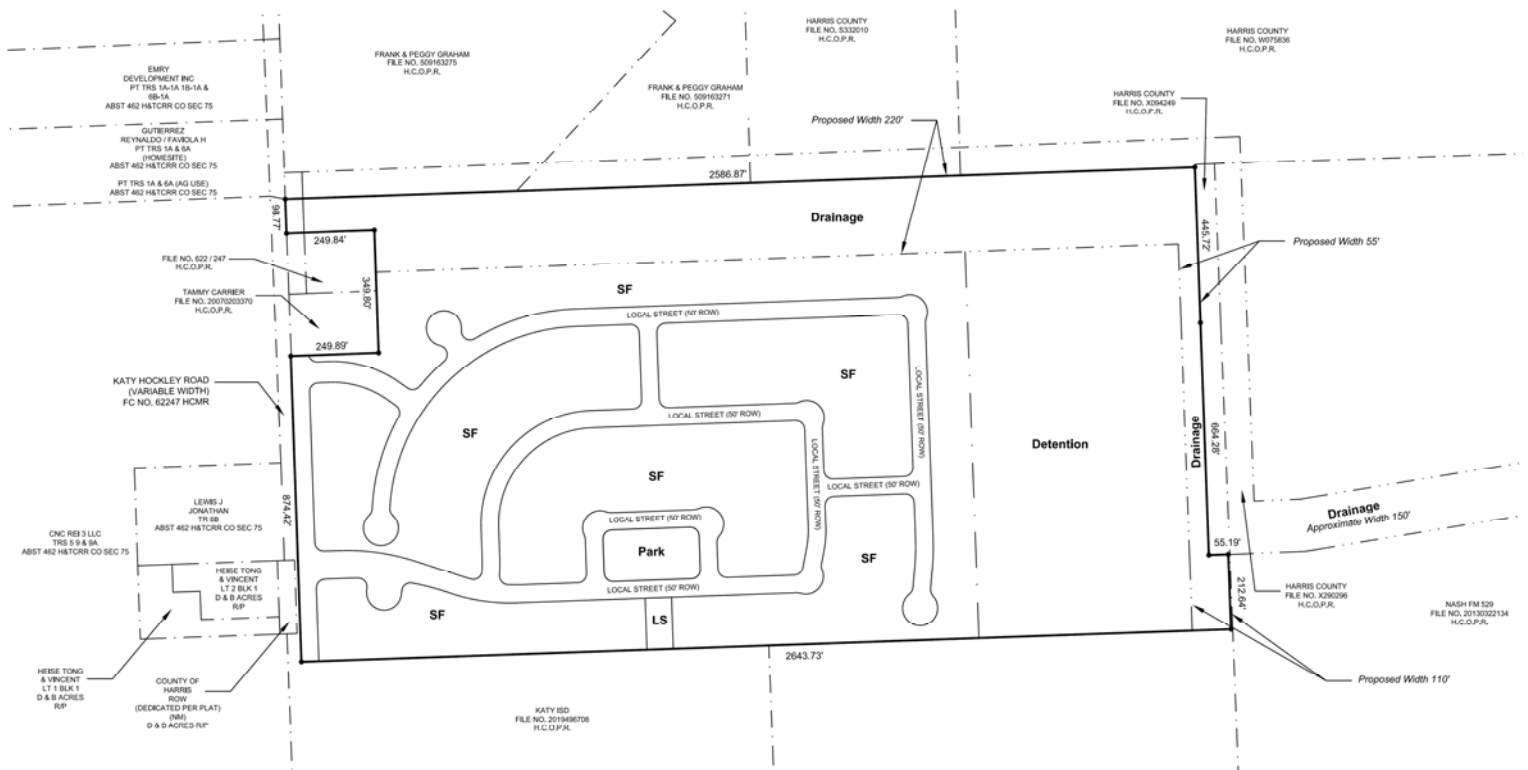 HARRIS COUNTY
FILE NO. S332010
H.C.O.P.R.
HARRIS COUNTY
FILE NO. W075836
H.C.O.P.R.
FRANK & PEGGY GRAHAM
FILE NO. 509163275
H.C.O.P.R.
EMRY
DEVELOPMENT INC
PT TRS 1A-1A 1B-1A &
6B-1A
ABST 462 H&TCRR CO SEC 75
FRANK & PEGGY GRAHAM
FILE NO. 509163271
H.C.O.P.R.
HARRIS COUNTY
FILE NO. X094249
H.C.O.P.R.
Proposed Width 220'
GUTIERREZ
REYNALDO / FAVIOLA H
PT TRS 1A & 6A
(HOMESITE)
ABST 462 H&TCRR CO SEC 75
PT TRS 1A & 6A (AG USE)
ABST 462 H&TCRR CO SEC 75
2586.87'
98.77'
Drainage
445.72'
249.84'
Proposed Width 55'
FILE NO. 622 / 247
H.C.O.P.R.
349.80'
TAMMY CARRIER
FILE NO. 20070203370
H.C.O.P.R.
SF
LOCAL STREET (50' ROW)
249.89'
KATY HOCKLEY ROAD
(VARIABLE WIDTH)
FC NO. 62247 HCMR
SF
LOCAL STREET (50' ROW)
LOCAL STREET (50' ROW)
SF
Detention
Drainage
664.28'
LOCAL STREET (50' ROW)
SF
LOCAL STREET (50' ROW)
874.42'
LEWIS J
JONATHAN
TR 6B
ABST 462 H&TCRR CO SEC 75
CNC REI 3 LLC
TRS 5 9 & 9A
ABST 462 H&TCRR CO SEC 75
LOCAL STREET (50' ROW)
Drainage
Approximate Width 150'
Park
SF
55.19'
HEISE TONG
& VINCENT
LT 2 BLK 1
D & B ACRES
R/P
LOCAL STREET (50' ROW)
212.64'
HARRIS COUNTY
FILE NO. X290296
H.C.O.P.R.
NASH FM 529
FILE NO. 20130322134
H.C.O.P.R.
SF
LS
2643.73'
HEISE TONG
& VINCENT
LT 1 BLK 1
D & B ACRES
R/P
COUNTY OF
HARRIS
ROW
(DEDICATED PER PLAT)
(NM)
D & B ACRES R/P
Proposed Width 110'
KATY ISD
FILE NO. 2019496708
H.C.O.P.R.